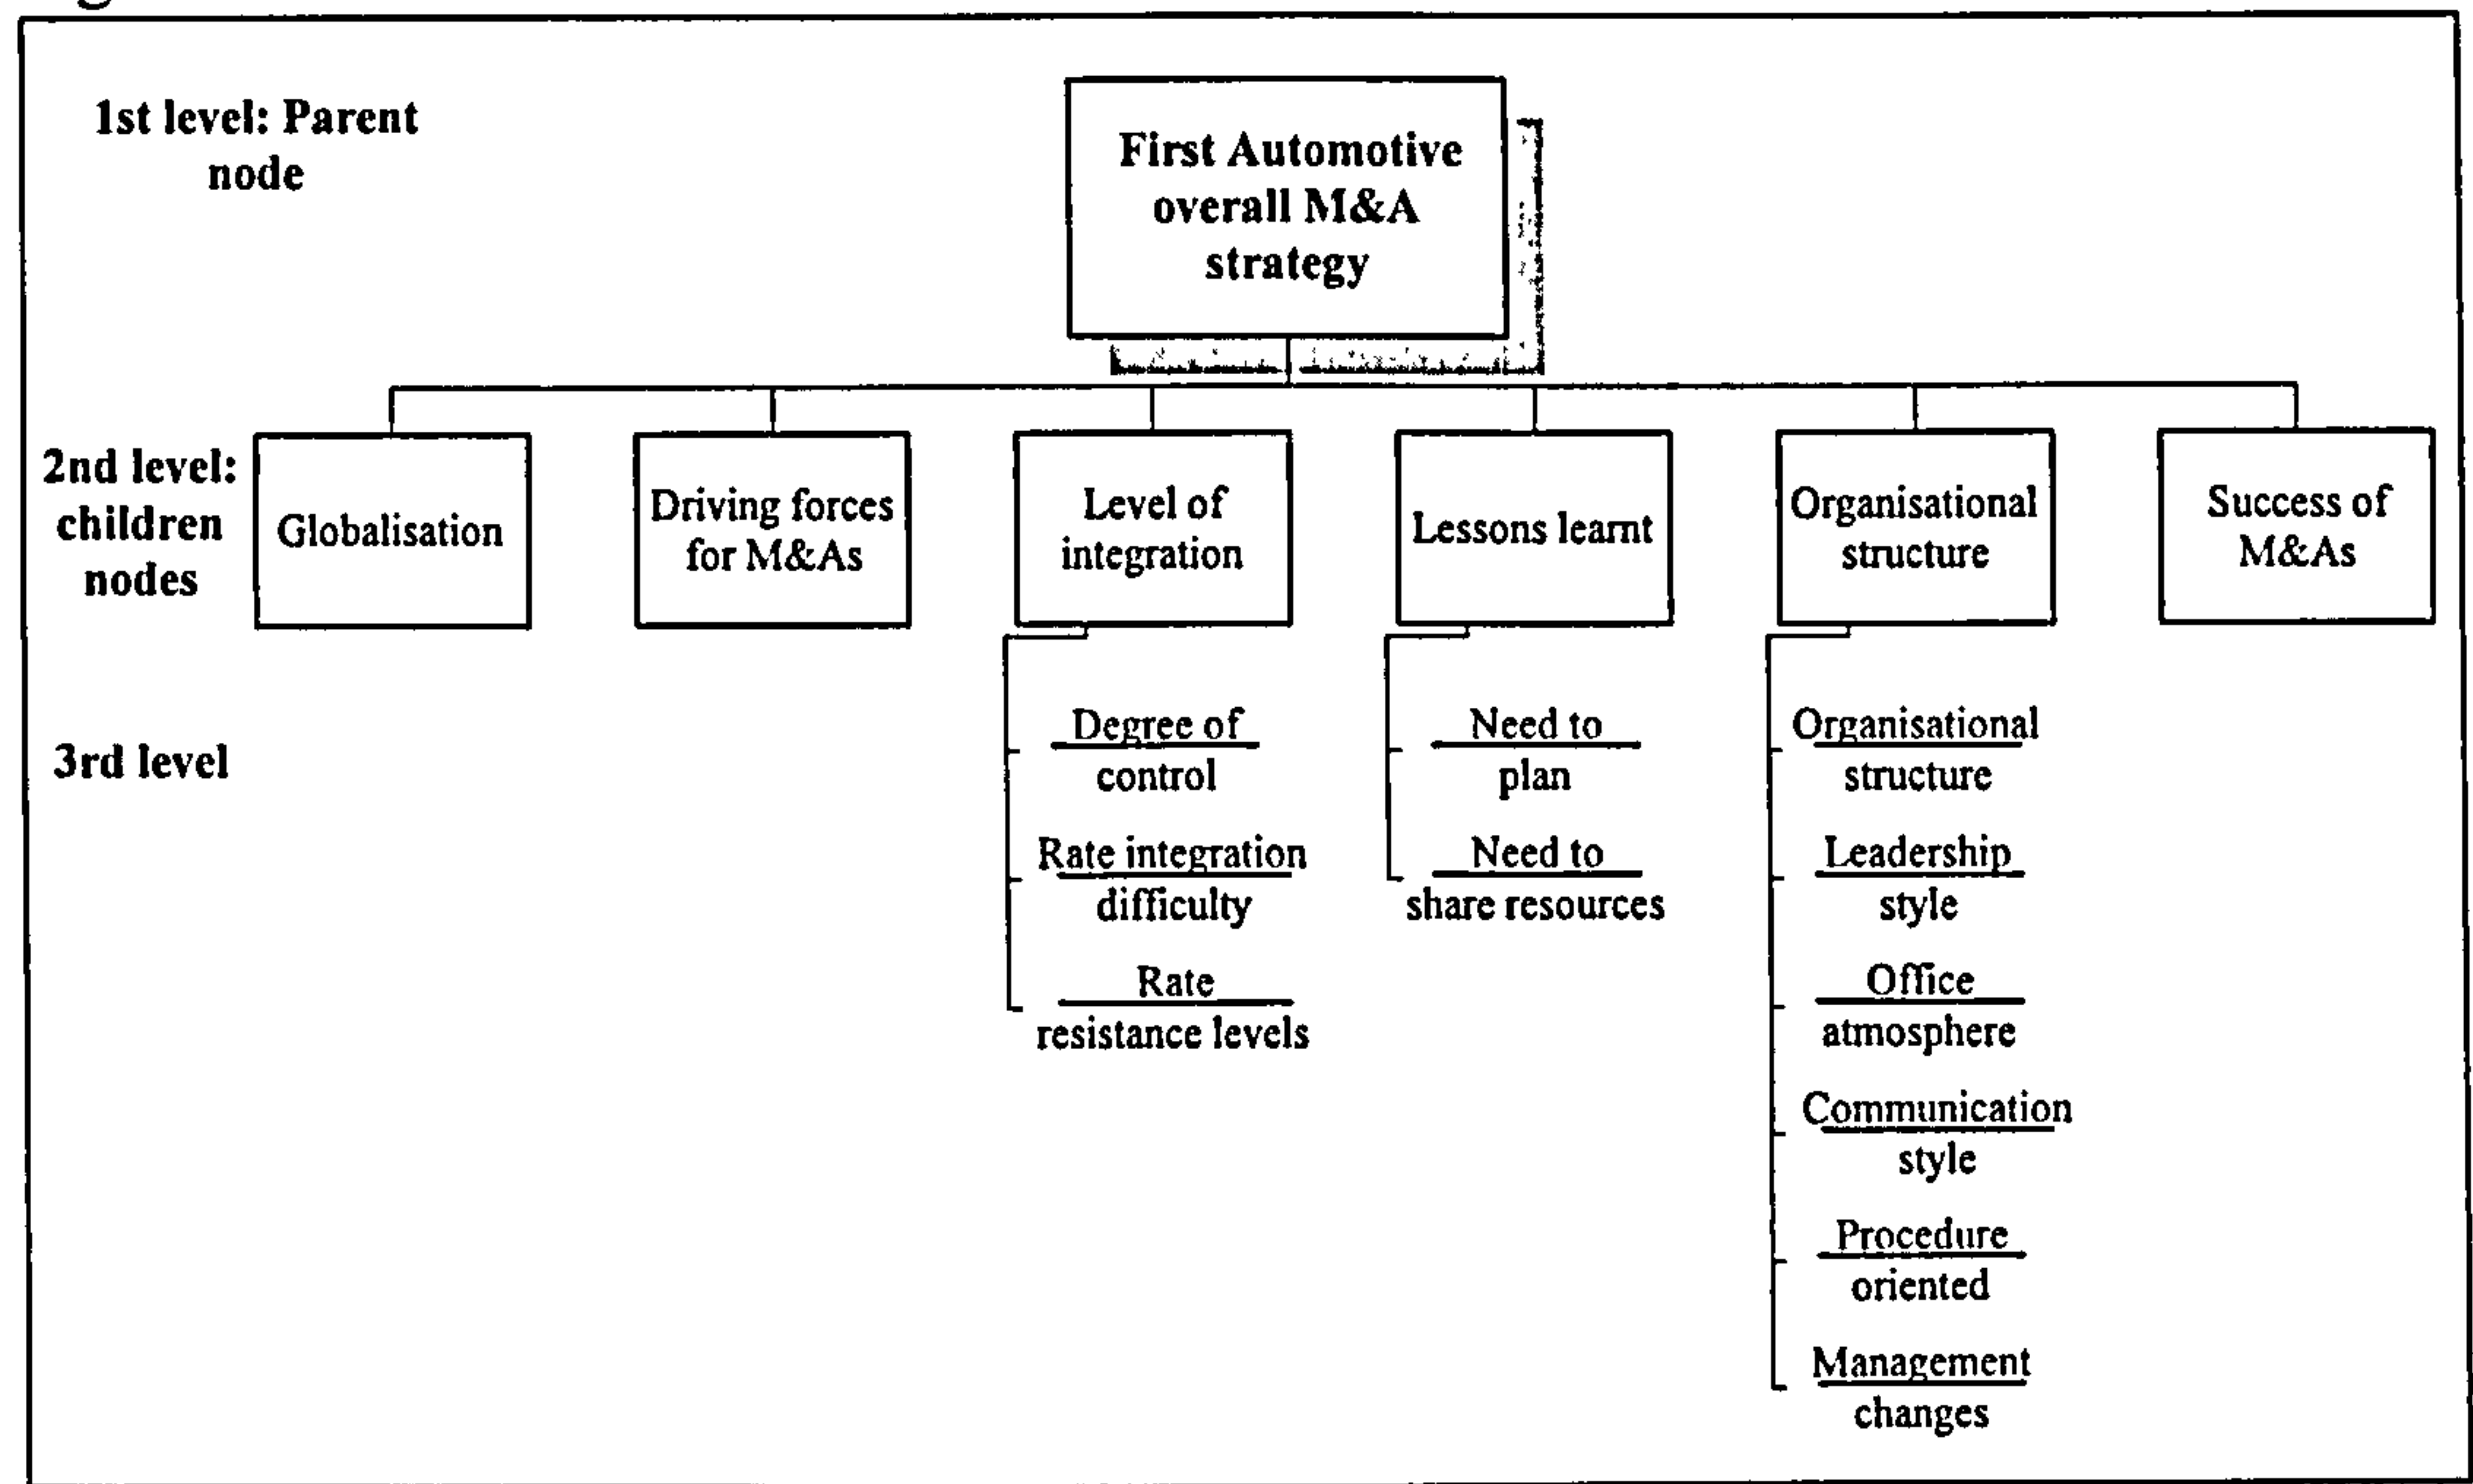 1st level: Parent
node
First Automotive
overall M&A
strategy
2nd level:
children
nodes
Globalisation
Driving forces
for M&As
Level of
integration
Lessons learnt
Organisational
structure
Success of
M&As
3rd level
Degree of
control
Rate integration
difficulty
Rate
resistance levels
Need to
plan
Need to
share resources
Organisational
structure
Leadership
style
Office
atmosphere
Communication
style
Procedure
oriented
Management
changes